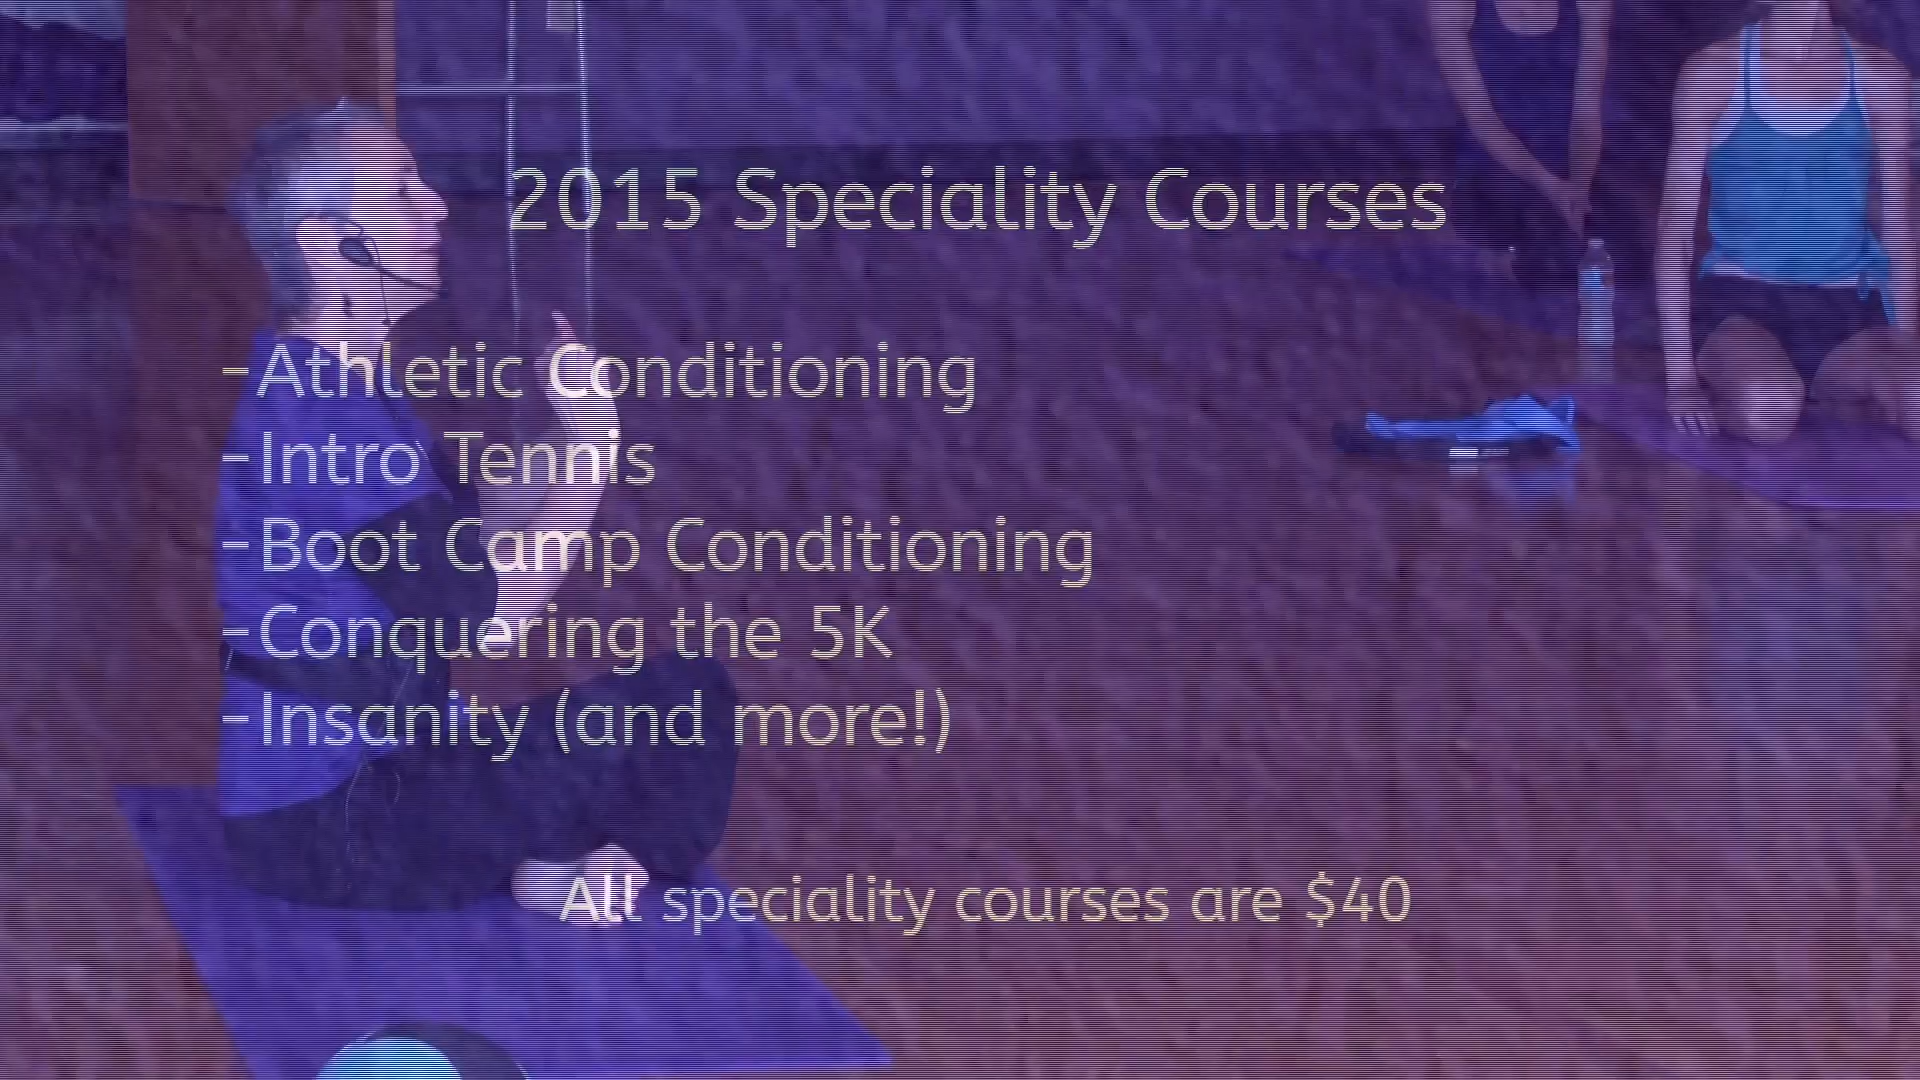 2015 Speciality Courses
-Athletic Conditioning
-Intro Tennis
-Boot Camp Conditioning
-Conquering the 5K
-Insanity (and more!)
All speciality courses are $40